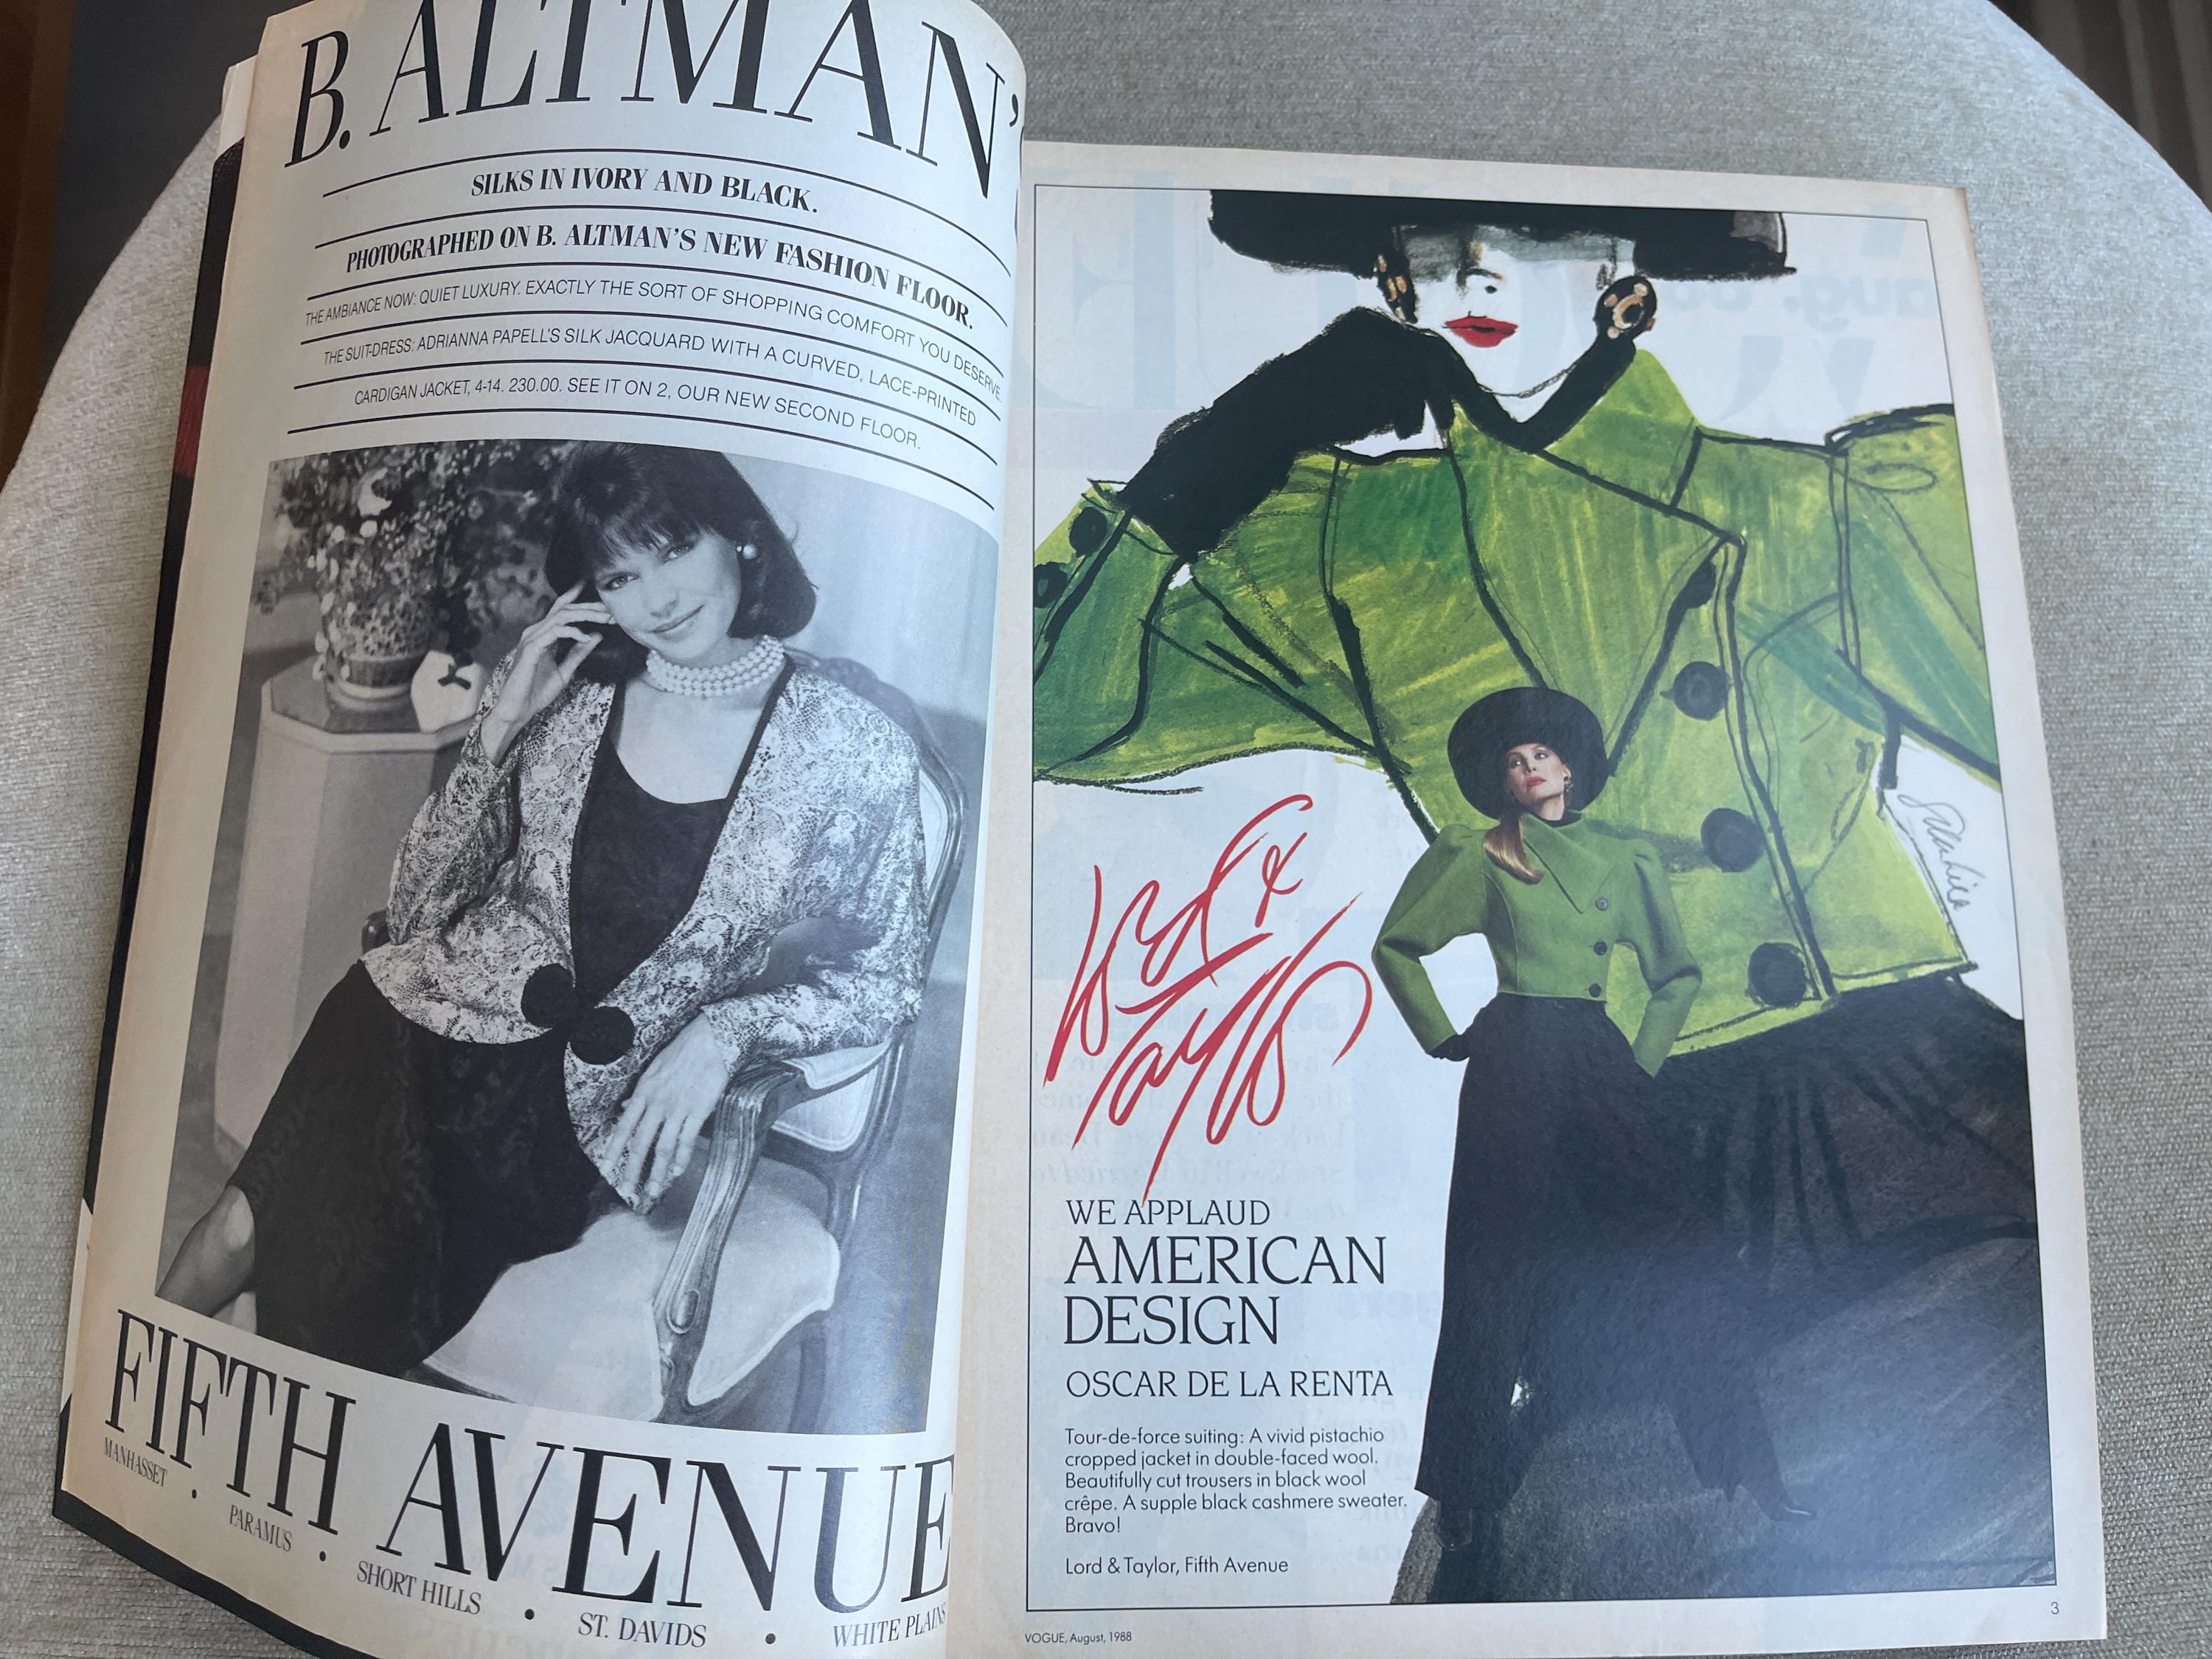 B. ALTMAN'
SILKS IN IVORY AND BLACK.
PHOTOGRAPHED ON B. ALTMAN'S NEW FASHION FLOOR.
THE AMBIANCE NOW: QUIET LUXURY. EXACTLY THE SORT OF SHOPPING COMFORT YOU DESERVE.
THE SUIT-DRESS: ADRIANNA PAPELL'S SILK JACQUARD WITH A CURVED, LACE-PRINTED
CARDIGAN JACKET, 4-14. 230.00. SEE IT ON 2, OUR NEW SECOND FLOOR.
FIFTH AVENUE
MANHASSET • PARAMUS • SHORT HILLS • ST. DAVIDS • WHITE PLAINS
Lord &
Taylor
WE APPLAUD
AMERICAN
DESIGN
OSCAR DE LA RENTA
Tour-de-force suiting: A vivid pistachio
cropped jacket in double-faced wool.
Beautifully cut trousers in black wool
crêpe. A supple black cashmere sweater.
Bravo!
Lord & Taylor, Fifth Avenue
VOGUE, August, 1988
3